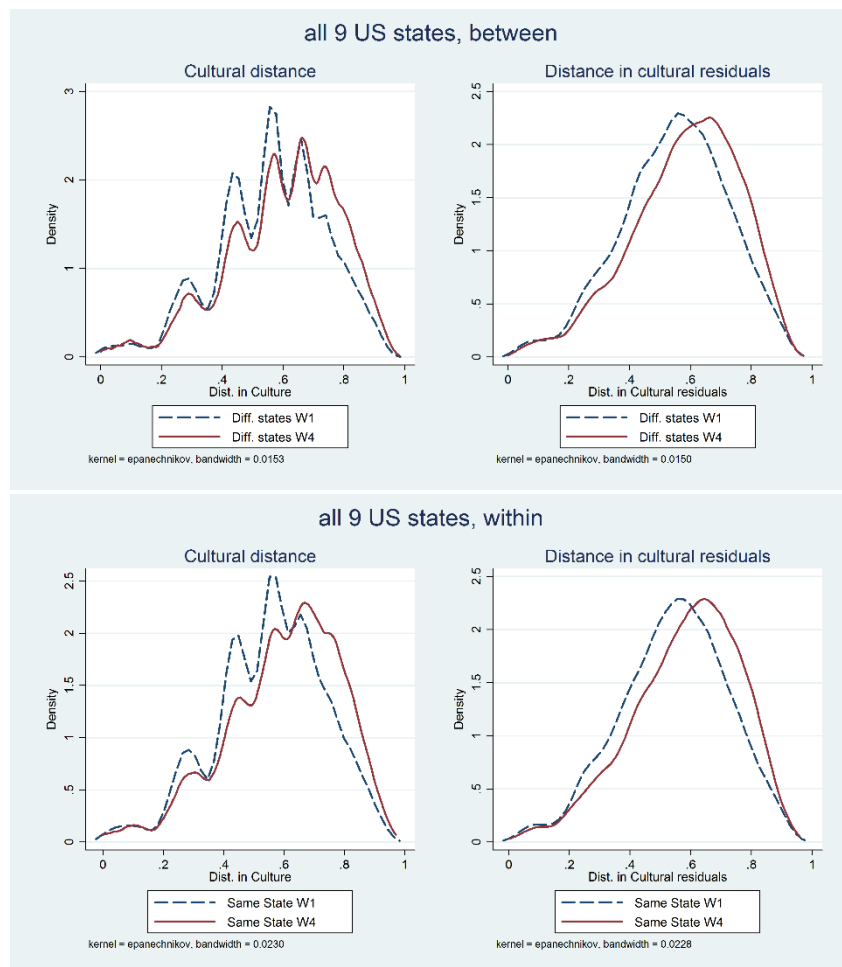 all 9 US states, between
Cultural distance
Density
0
1
2
3
0
.2
.4
.6
.8
1
Dist. in Culture
Diff. states W1
Diff. states W4
kernel = epanechnikov, bandwidth = 0.0153
Distance in cultural residuals
Density
0
.5
1
1.5
2
2.5
0
.2
.4
.6
.8
1
Dist. in Cultural residuals
Diff. states W1
Diff. states W4
kernel = epanechnikov, bandwidth = 0.0150
all 9 US states, within
Cultural distance
Density
0
.5
1
1.5
2
2.5
0
.2
.4
.6
.8
1
Dist. in Culture
Same State W1
Same State W4
kernel = epanechnikov, bandwidth = 0.0230
Distance in cultural residuals
Density
0
.5
1
1.5
2
2.5
0
.2
.4
.6
.8
1
Dist. in Cultural residuals
Same State W1
Same State W4
kernel = epanechnikov, bandwidth = 0.0228